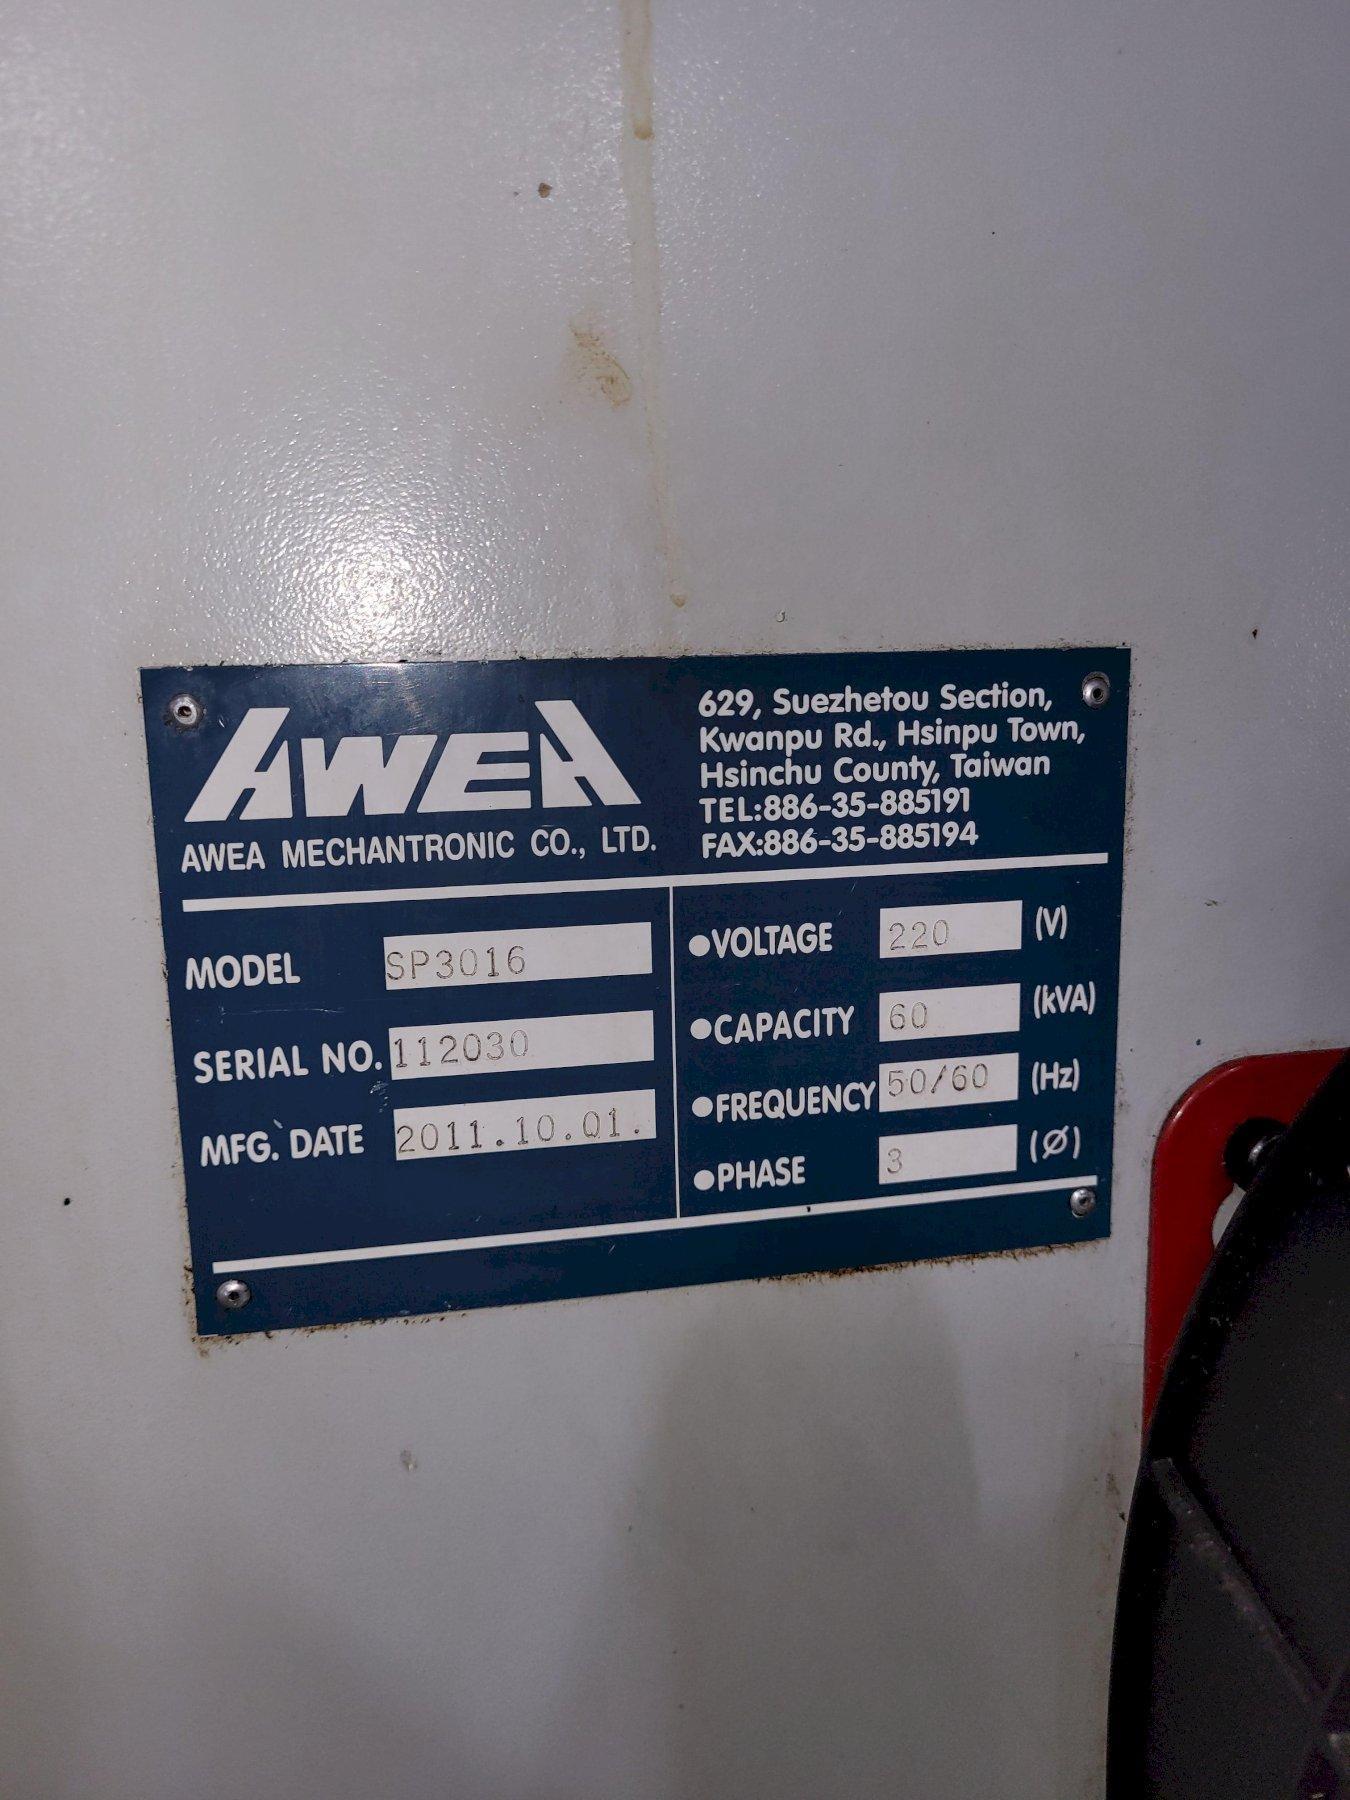 AWEA
AWEA MECHANTRONIC CO., LTD.
629, Suezhetou Section,
Kwanpu Rd., Hsinpu Town,
Hsinchu County, Taiwan
TEL:886-35-885191
FAX:886-35-885194
MODEL SP3016
SERIAL NO. 112030
MFG. DATE 2011.10.01.
•VOLTAGE 220 (V)
•CAPACITY 60 (kVA)
•FREQUENCY 50/60 (Hz)
•PHASE 3 (Ø)